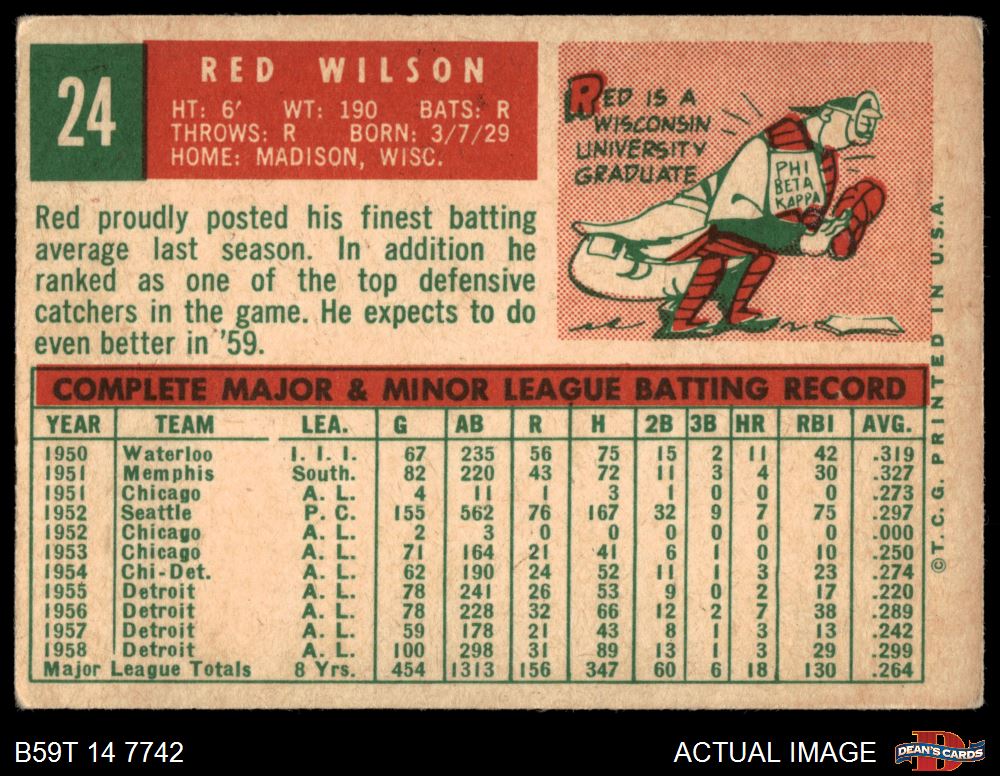 24
RED WILSON
HT: 6' WT: 190 BATS: R
THROWS: R BORN: 3/7/29
HOME: MADISON, WISC.
RED IS A
WISCONSIN
UNIVERSITY
GRADUATE
PHI
BETA
KAPPA
Red proudly posted his finest batting
average last season. In addition he
ranked as one of the top defensive
catchers in the game. He expects to do
even better in '59.
COMPLETE MAJOR & MINOR LEAGUE BATTING RECORD
YEAR TEAM LEA. G AB R H 2B 3B HR RBI AVG.
1950 Waterloo I. I. I. 67 235 56 75 15 2 11 42 .319
1951 Memphis South. 82 220 43 72 11 3 4 30 .327
1951 Chicago A. L. 4 11 1 3 1 0 0 0 .273
1952 Seattle P. C. 155 562 76 167 32 9 7 75 .297
1952 Chicago A. L. 2 3 0 0 0 0 0 0 .000
1953 Chicago A. L. 71 164 21 41 6 1 0 10 .250
1954 Chi-Det. A. L. 62 190 24 52 11 1 3 23 .274
1955 Detroit A. L. 78 241 26 53 9 0 2 17 .220
1956 Detroit A. L. 78 228 32 66 12 2 7 38 .289
1957 Detroit A. L. 59 178 21 43 8 1 3 13 .242
1958 Detroit A. L. 100 298 31 89 13 1 3 29 .299
Major League Totals 8 Yrs. 454 1313 156 347 60 6 18 130 .264
©T. C. G. PRINTED IN U.S.A.
B59T 14 7742
ACTUAL IMAGE
D
DEAN'S CARDS